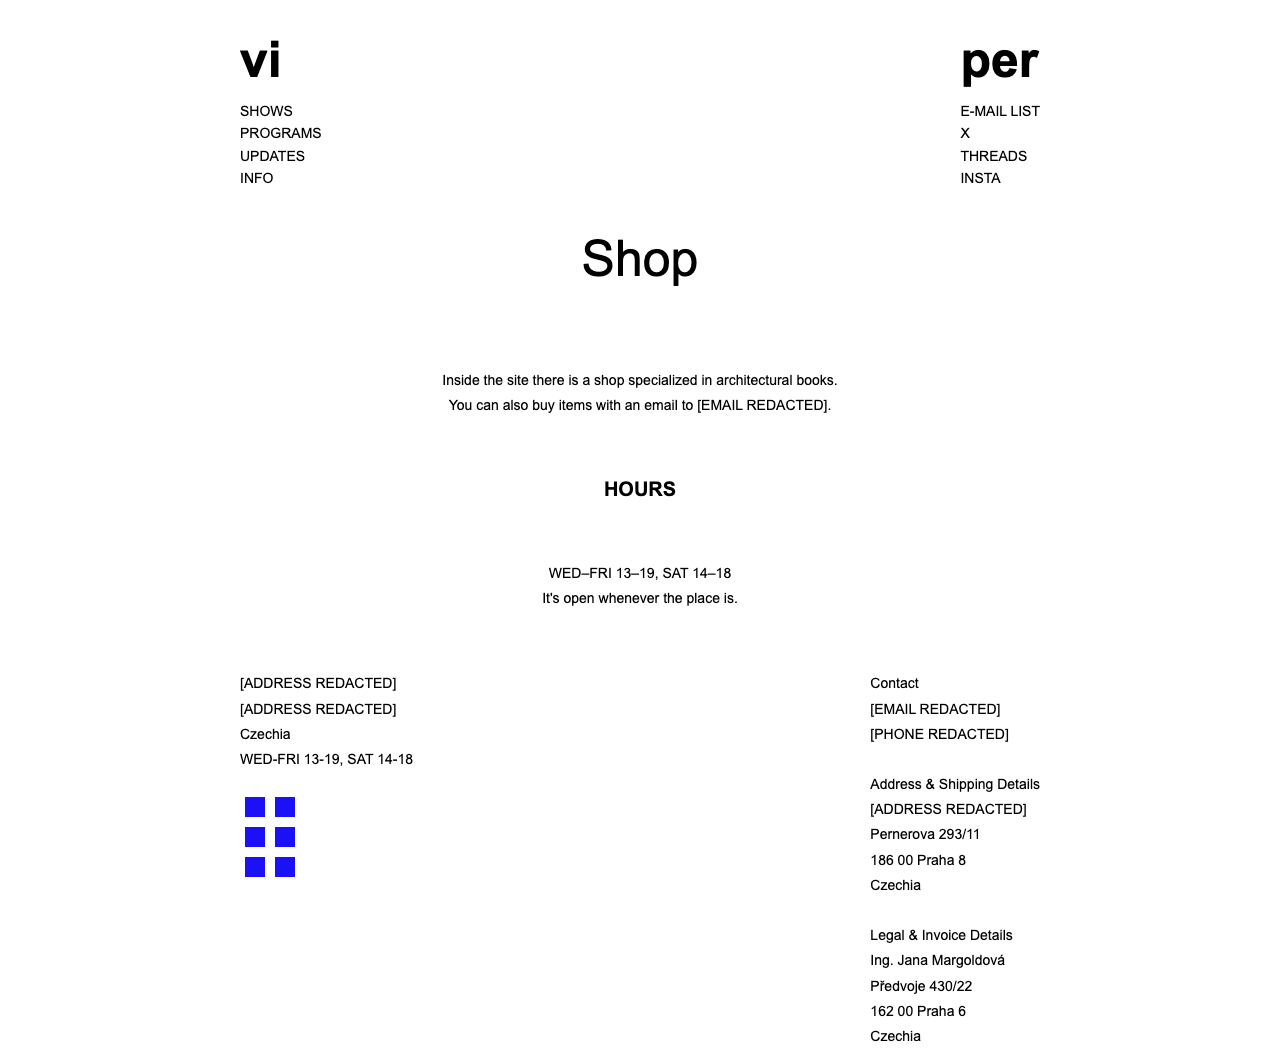 vi
per
SHOWS
PROGRAMS
UPDATES
INFO
E-MAIL LIST
X
THREADS
INSTA
Shop
Inside the site there is a shop specialized in architectural books.
You can also buy items with an email to [EMAIL REDACTED].
HOURS
WED–FRI 13–19, SAT 14–18
It's open whenever the place is.
[ADDRESS REDACTED]
[ADDRESS REDACTED]
Czechia
WED-FRI 13-19, SAT 14-18
Contact
[EMAIL REDACTED]
[PHONE REDACTED]
Address & Shipping Details
[ADDRESS REDACTED]
Pernerova 293/11
186 00 Praha 8
Czechia
Legal & Invoice Details
Ing. Jana Margoldová
Předvoje 430/22
162 00 Praha 6
Czechia